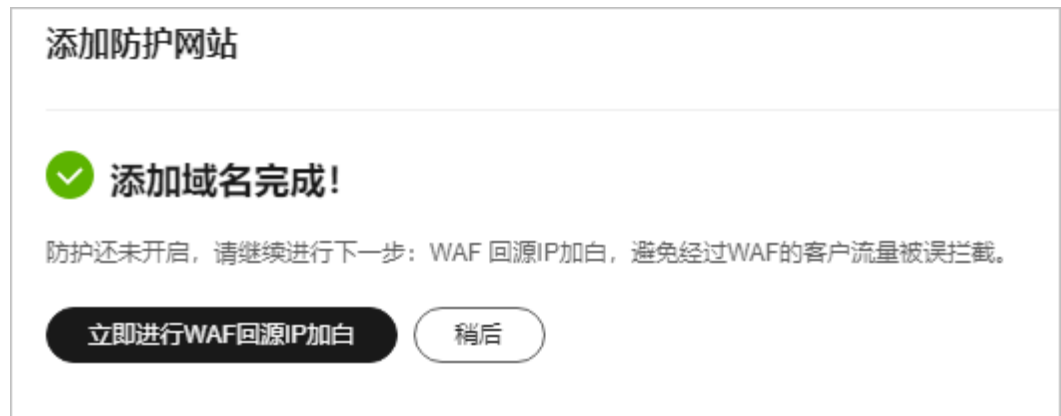 添加防护网站
添加域名完成！
防护还未开启，请继续进行下一步：WAF 回源IP加白，避免经过WAF的客户流量被误拦截。
立即进行WAF回源IP加白
稍后